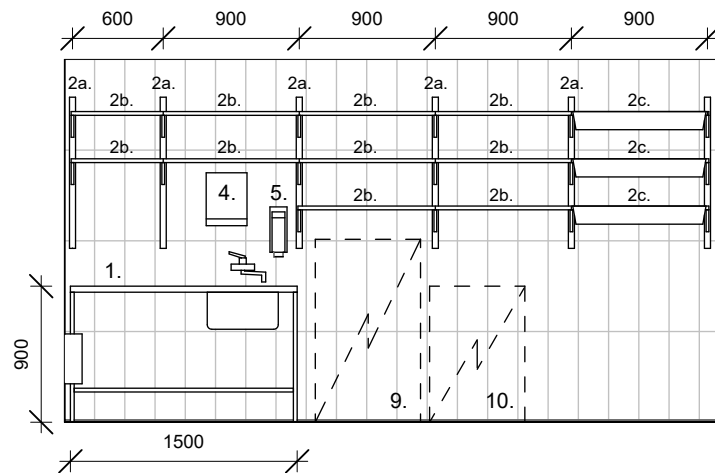 600 900 900 900 900
2a. 2a. 2a. 2a. 2a.
2b. 2b. 2b. 2b. 2c.
2b. 2b. 2b. 2b. 2c.
4. 5. 2b. 2b. 2c.
1.
900
9. 10.
1500